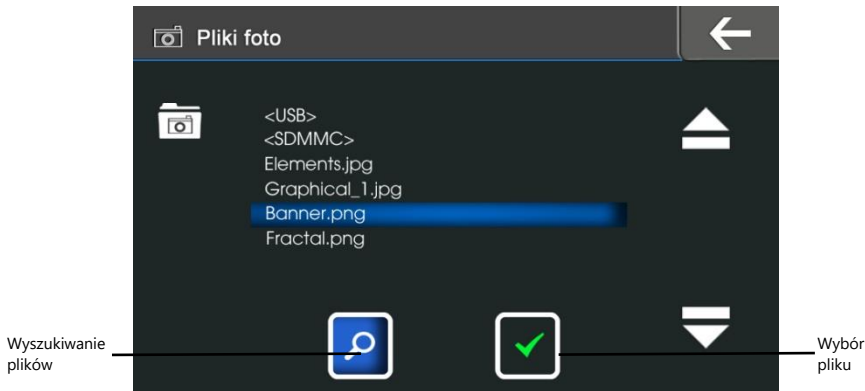 Pliki foto
<USB>
<SDMMC>
Elements.jpg
Graphical_1.jpg
Banner.png
Fractal.png
Wyszukiwanie
plików
Wybór
pliku